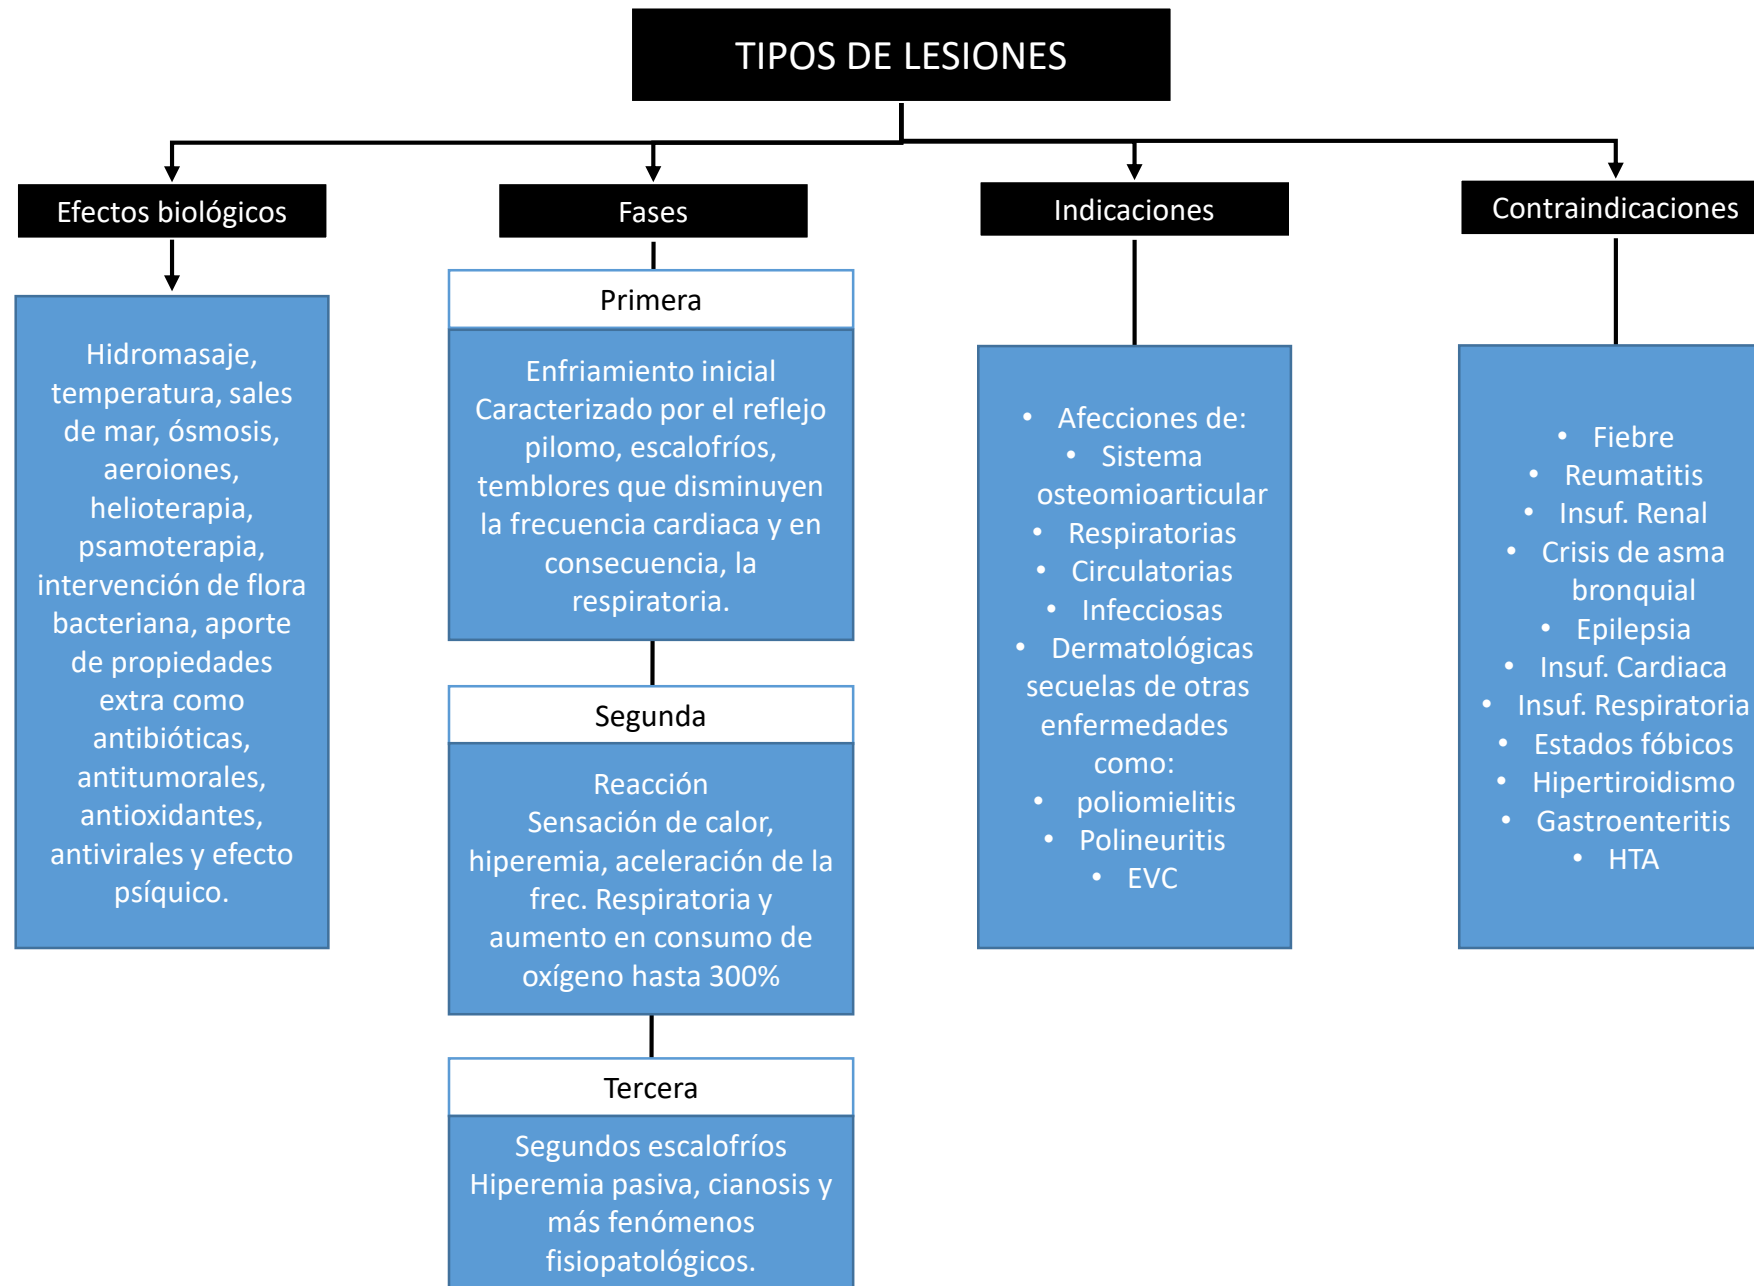 TIPOS DE LESIONES
Efectos biológicos
Hidromasaje,
temperatura, sales
de mar, ósmosis,
aeroiones,
helioterapia,
psamoterapia,
intervención de flora
bacteriana, aporte
de propiedades
extra como
antibióticas,
antitumorales,
antioxidantes,
antivirales y efecto
psíquico.
Fases
Primera
Enfriamiento inicial
Caracterizado por el reflejo
pilomo, escalofríos,
temblores que disminuyen
la frecuencia cardiaca y en
consecuencia, la
respiratoria.
Segunda
Reacción
Sensación de calor,
hiperemia, aceleración de la
frec. Respiratoria y
aumento en consumo de
oxígeno hasta 300%
Tercera
Segundos escalofríos
Hiperemia pasiva, cianosis y
más fenómenos
fisiopatológicos.
Indicaciones
• Afecciones de:
• Sistema
osteomioarticular
• Respiratorias
• Circulatorias
• Infecciosas
• Dermatológicas
secuelas de otras
enfermedades
como:
• poliomielitis
• Polineuritis
• EVC
Contraindicaciones
• Fiebre
• Reumatitis
• Insuf. Renal
• Crisis de asma
bronquial
• Epilepsia
• Insuf. Cardiaca
• Insuf. Respiratoria
• Estados fóbicos
• Hipertiroidismo
• Gastroenteritis
• HTA